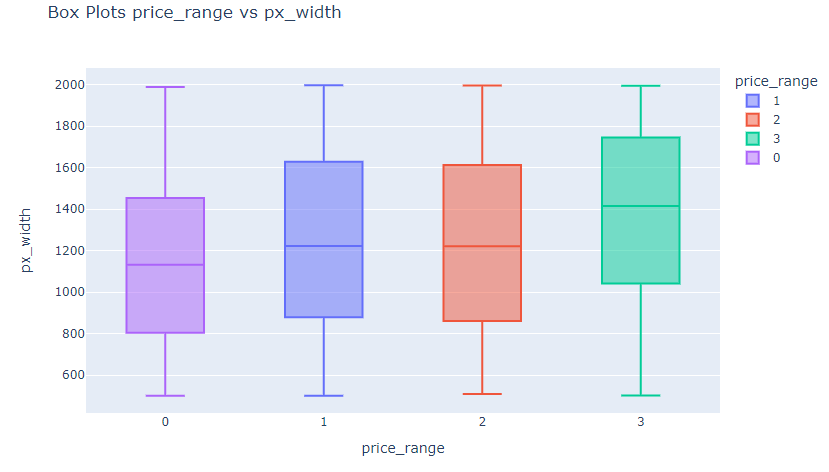 Box Plots price_range vs px_width
price_range
1
2
3
0
2000
1800
1600
1400
1200
1000
800
600
px_width
0 1 2 3
price_range